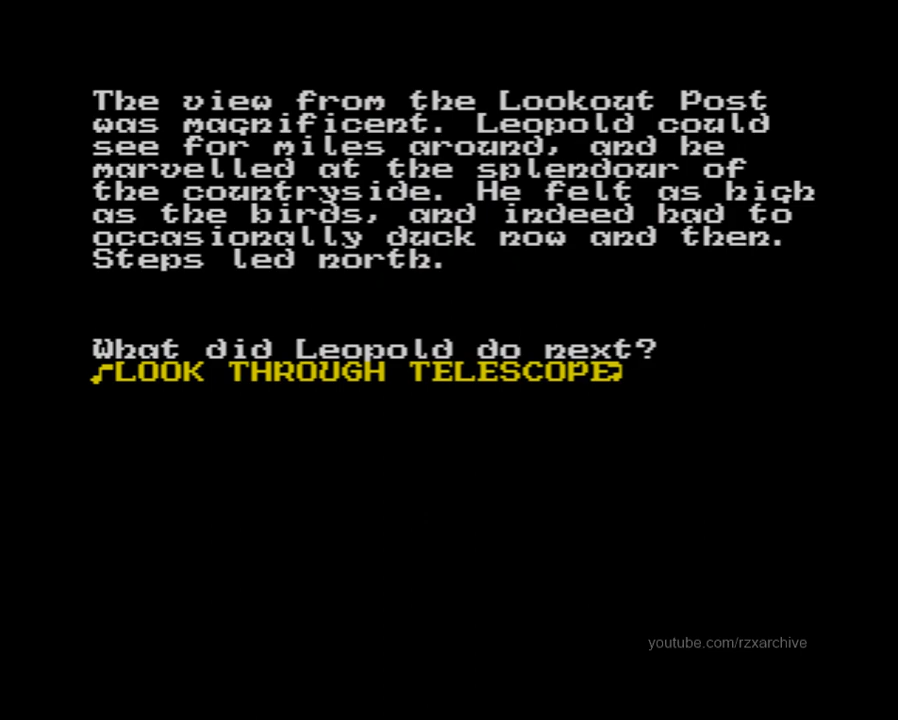 The view from the Lookout Post
was magnificent. Leopold could
see for miles around, and he
marvelled at the splendour of
the countryside. He felt as high
as the birds, and indeed had to
occasionally duck now and then.
Steps led north.
What did Leopold do next?
LOOK THROUGH TELESCOPE
youtube.com/rzxarchive